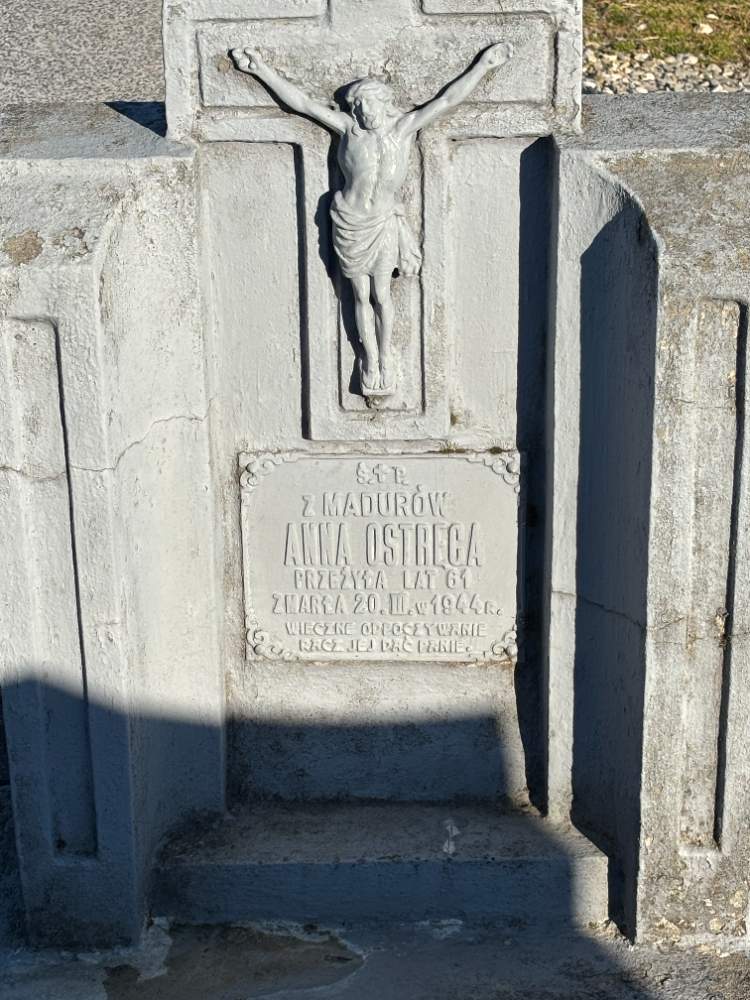 Ś. † P.
Z MADURÓW
ANNA OSTRĘGA
PRZEŻYŁA LAT 61
ZMARŁA 20. III. W 1944 R.
WIECZNE ODPOCZYWANIE
RACZ JEJ DAĆ PANIE.